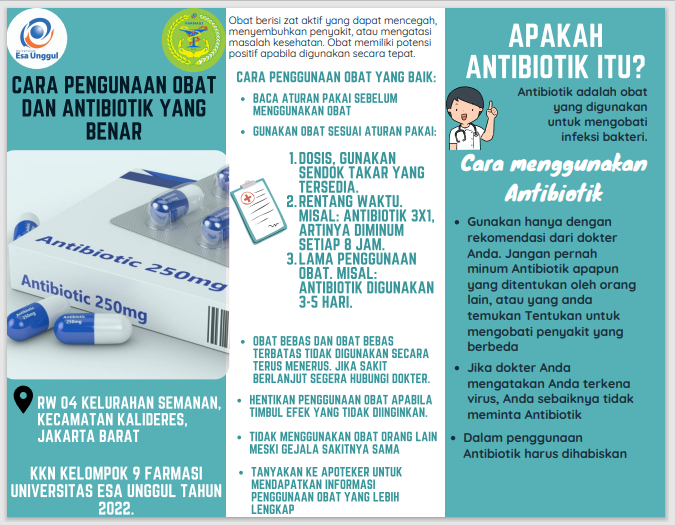 Esa Unggul
CARA PENGUNAAN OBAT
DAN ANTIBIOTIK YANG
BENAR
Antibiotic 250mg
Antibiotic 250mg
Antibiotic
250mg
RW 04 KELURAHAN SEMANAN,
KECAMATAN KALIDERES,
JAKARTA BARAT
KKN KELOMPOK 9 FARMASI
UNIVERSITAS ESA UNGGUL TAHUN
2022.
Obat berisi zat aktif yang dapat mencegah,
menyembuhkan penyakit, atau mengatasi
masalah kesehatan. Obat memiliki potensi
positif apabila digunakan secara tepat.
CARA PENGGUNAAN OBAT YANG BAIK:
• BACA ATURAN PAKAI SEBELUM
MENGGUNAKAN OBAT
• GUNAKAN OBAT SESUAI ATURAN PAKAI:
1. DOSIS, GUNAKAN
SENDOK TAKAR YANG
TERSEDIA.
2. RENTANG WAKTU.
MISAL: ANTIBIOTIK 3X1,
ARTINYA DIMINUM
SETIAP 8 JAM.
3. LAMA PENGGUNAAN
OBAT. MISAL:
ANTIBIOTIK DIGUNAKAN
3-5 HARI.
• OBAT BEBAS DAN OBAT BEBAS
TERBATAS TIDAK DIGUNAKAN SECARA
TERUS MENERUS. JIKA SAKIT
BERLANJUT SEGERA HUBUNGI DOKTER.
• HENTIKAN PENGGUNAAN OBAT APABILA
TIMBUL EFEK YANG TIDAK DIINGINKAN.
• TIDAK MENGGUNAKAN OBAT ORANG LAIN
MESKI GEJALA SAKITNYA SAMA
• TANYAKAN KE APOTEKER UNTUK
MENDAPATKAN INFORMASI
PENGGUNAAN OBAT YANG LEBIH
LENGKAP
APAKAH
ANTIBIOTIK ITU?
Antibiotik adalah obat
yang digunakan
untuk mengobati
infeksi bakteri.
Cara menggunakan
Antibiotik
• Gunakan hanya dengan
rekomendasi dari dokter
Anda. Jangan pernah
minum Antibiotik apapun
yang ditentukan oleh orang
lain, atau yang anda
temukan Tentukan untuk
mengobati penyakit yang
berbeda
• Jika dokter Anda
mengatakan Anda terkena
virus, Anda sebaiknya tidak
meminta Antibiotik
• Dalam penggunaan
Antibiotik harus dihabiskan